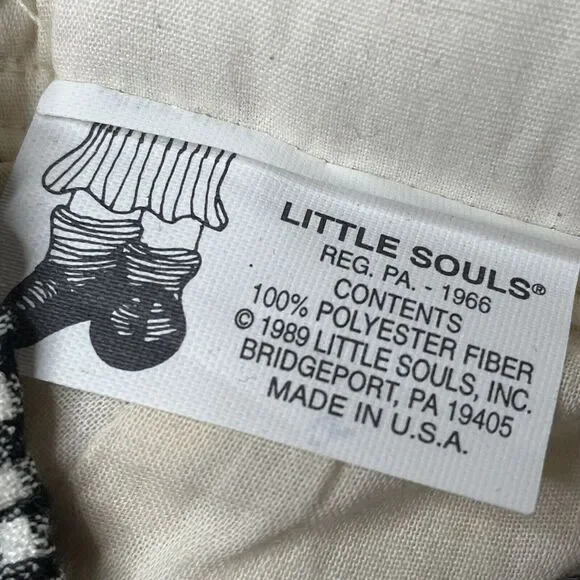 LITTLE SOULS®
REG. PA. - 1966
CONTENTS
100% POLYESTER FIBER
© 1989 LITTLE SOULS, INC.
BRIDGEPORT, PA 19405
MADE IN U.S.A.